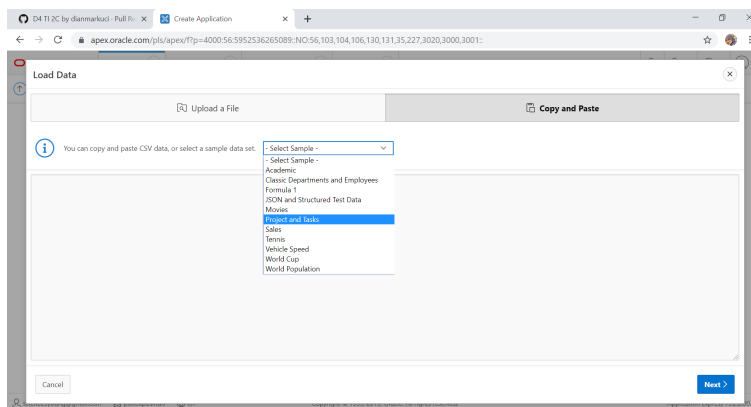 D4 TI 2C by dianmarkuci · Pull Re
Create Application
apex.oracle.com/pls/apex/f?p=4000:56:5952536265089::NO:56,103,104,106,130,131,35,227,3020,3000,3001::
Load Data
Upload a File
Copy and Paste
You can copy and paste CSV data, or select a sample data set.
- Select Sample -
- Select Sample -
Academic
Classic Departments and Employees
Formula 1
JSON and Structured Test Data
Movies
Project and Tasks
Sales
Tennis
Vehicle Speed
World Cup
World Population
Cancel
Next